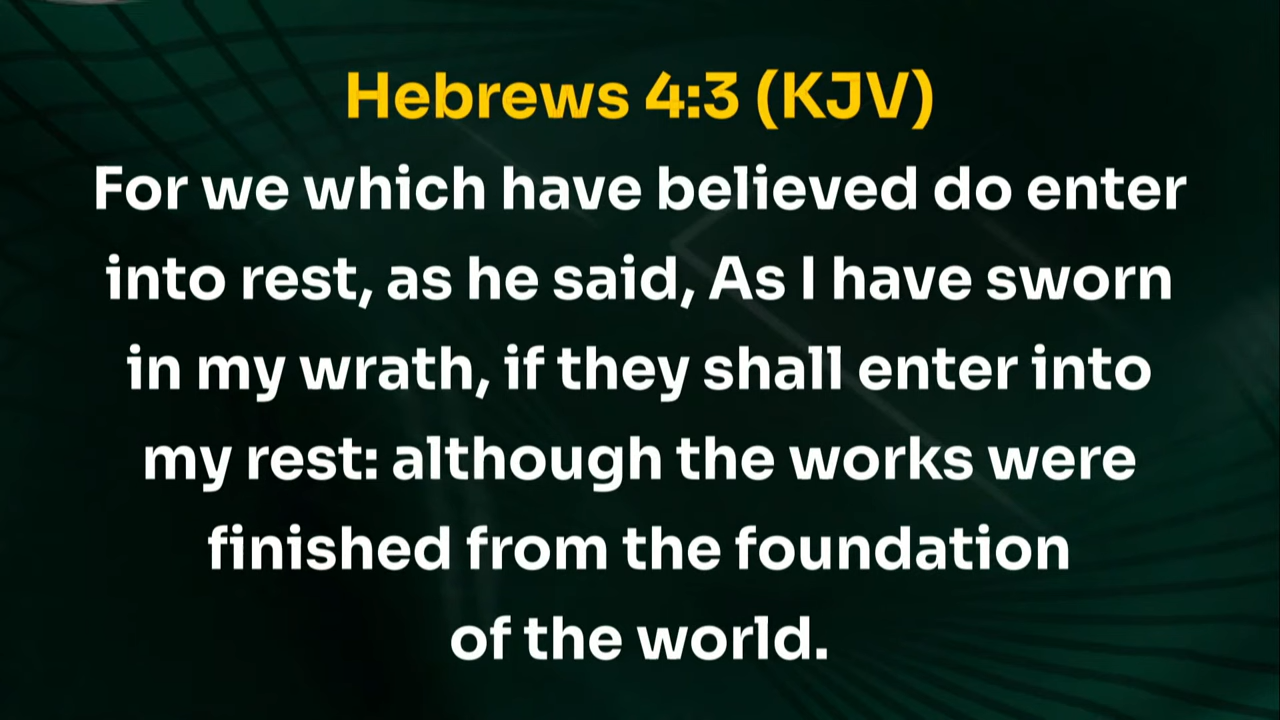 Hebrews 4:3 (KJV)
For we which have believed do enter
into rest, as he said, As I have sworn
in my wrath, if they shall enter into
my rest: although the works were
finished from the foundation
of the world.